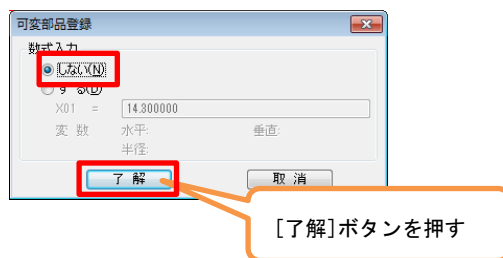 可変部品登録
数式入力
しない(N)
する(D)
X01 = 14.300000
変 数 水平: 垂直:
半径:
了 解 取 消
[了解]ボタンを押す